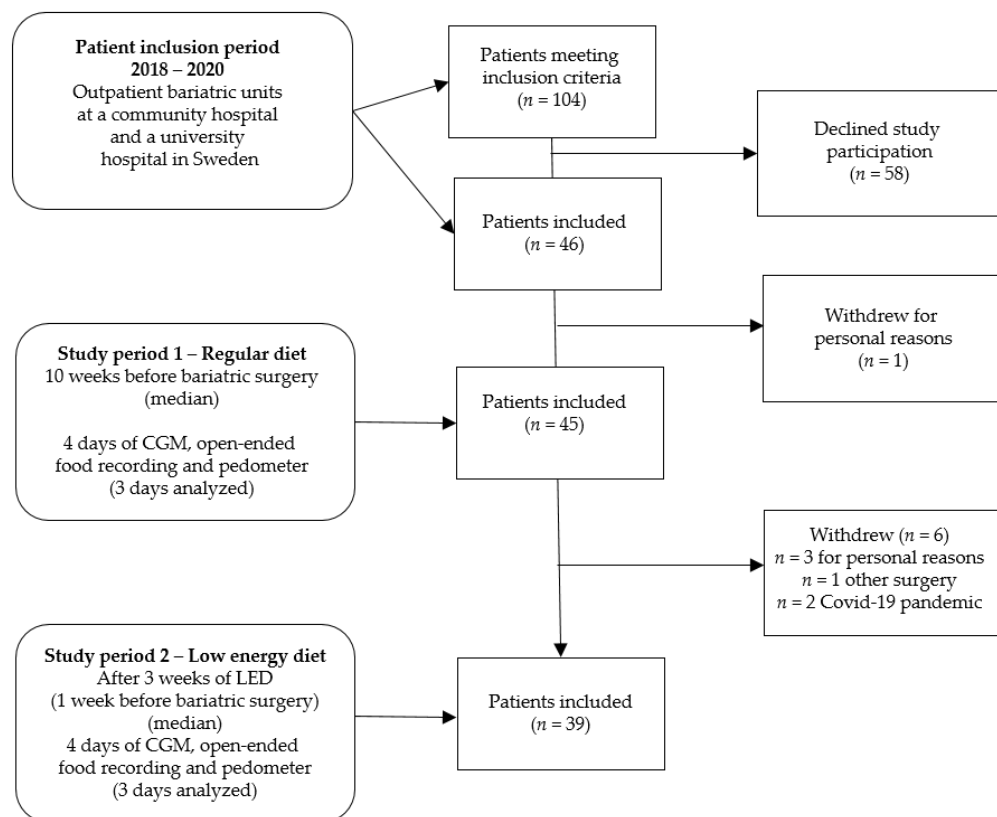 Patient inclusion period
2018 – 2020
Outpatient bariatric units
at a community hospital
and a university
hospital in Sweden
Patients meeting
inclusion criteria
(n = 104)
Declined study
participation
(n = 58)
Patients included
(n = 46)
Withdrew for
personal reasons
(n = 1)
Study period 1 – Regular diet
10 weeks before bariatric surgery
(median)
4 days of CGM, open-ended
food recording and pedometer
(3 days analyzed)
Patients included
(n = 45)
Withdrew (n = 6)
n = 3 for personal reasons
n = 1 other surgery
n = 2 Covid-19 pandemic
Study period 2 – Low energy diet
After 3 weeks of LED
(1 week before bariatric surgery)
(median)
4 days of CGM, open-ended
food recording and pedometer
(3 days analyzed)
Patients included
(n = 39)